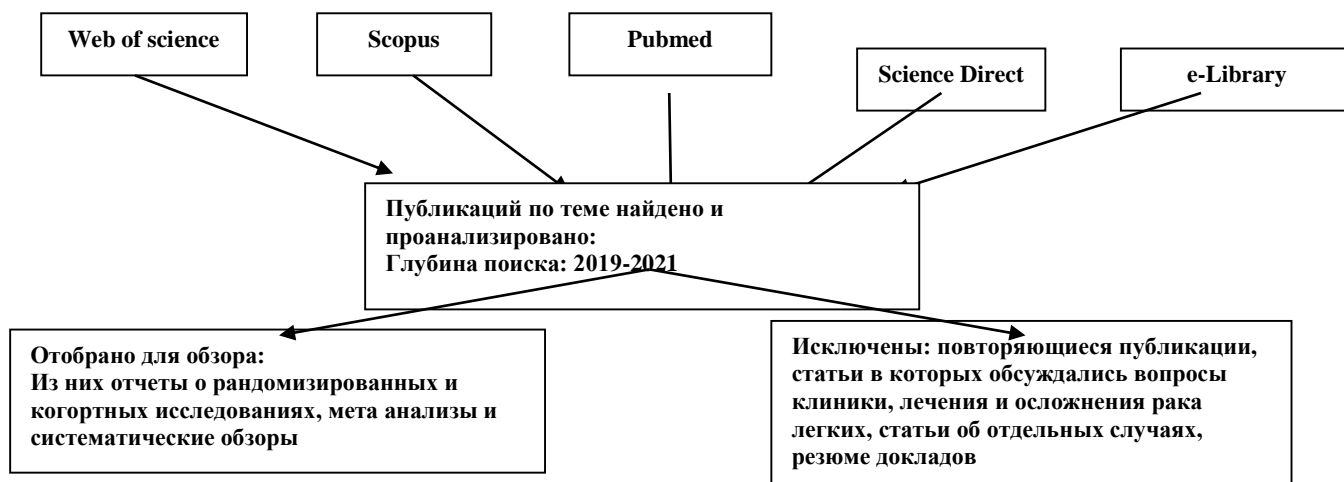 Web of science
Scopus
Pubmed
Science Direct
e-Library
Публикаций по теме найдено и
проанализировано:
Глубина поиска: 2019-2021
Отобрано для обзора:
Из них отчеты о рандомизированных и
когортных исследованиях, мета анализы и
систематические обзоры
Исключены: повторяющиеся публикации,
статьи в которых обсуждались вопросы
клиники, лечения и осложнения рака
легких, статьи об отдельных случаях,
резюме докладов